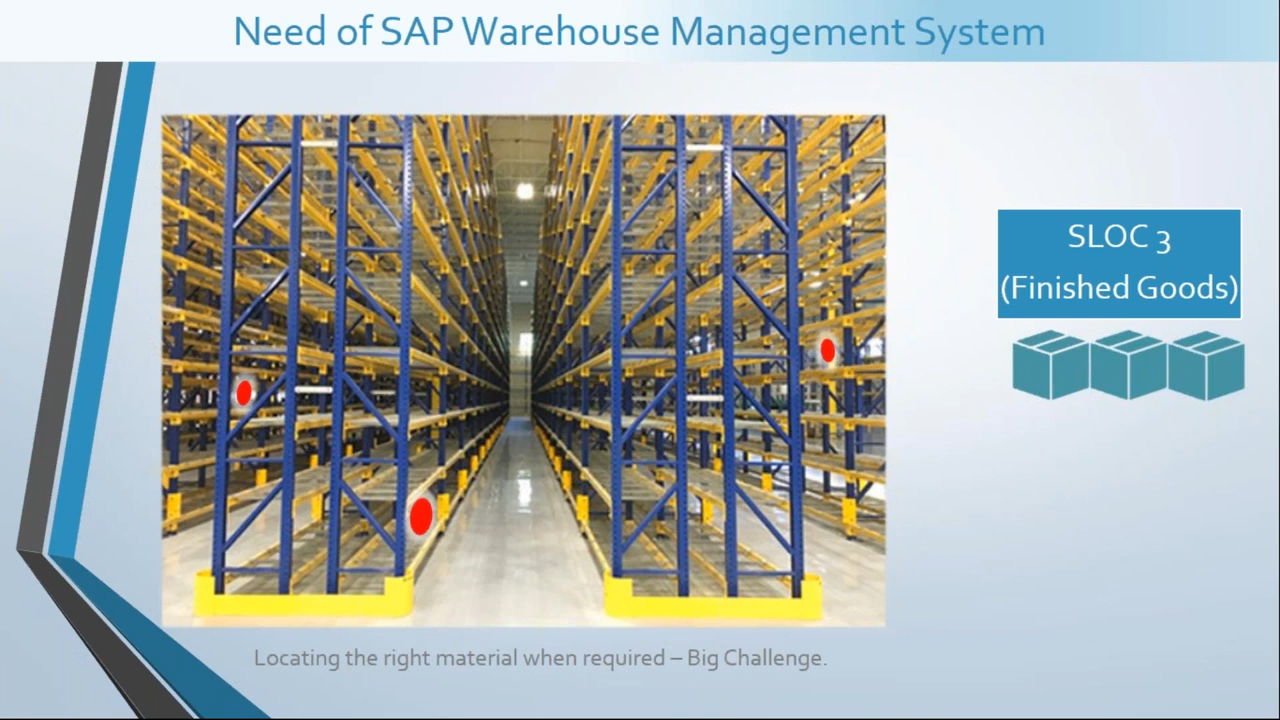 Need of SAP Warehouse Management System
SLOC 3
(Finished Goods)
Locating the right material when required – Big Challenge.